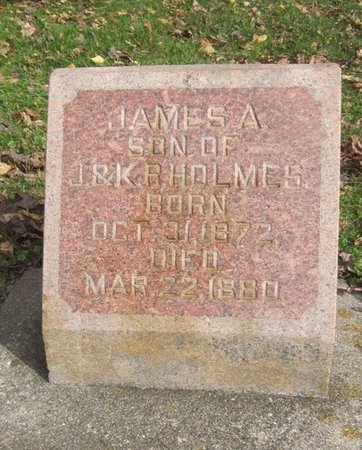 JAMES A.
SON OF
J.&K.R.HOLMES.
BORN
OCT. 31, 1872,
DIED
MAR. 22, 1880.